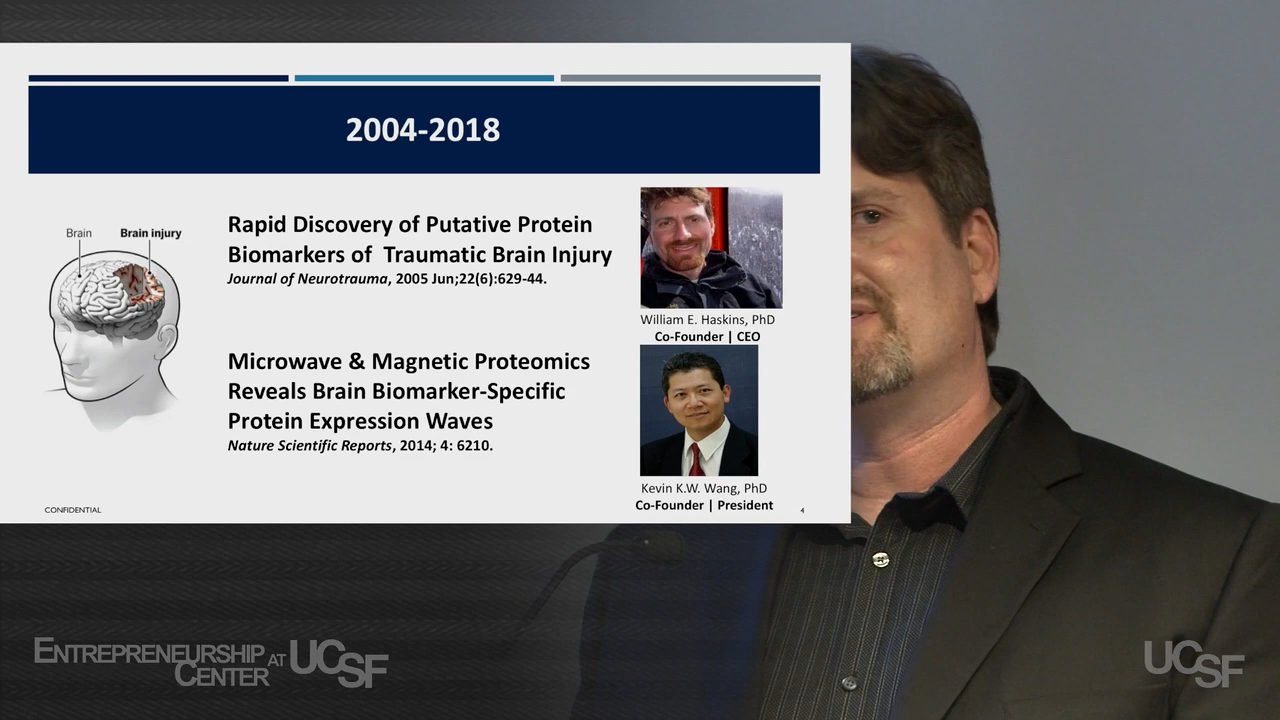 2004-2018
Brain
Brain injury
Rapid Discovery of Putative Protein
Biomarkers of Traumatic Brain Injury
Journal of Neurotrauma, 2005 Jun;22(6):629-44.
Microwave & Magnetic Proteomics
Reveals Brain Biomarker-Specific
Protein Expression Waves
Nature Scientific Reports, 2014; 4: 6210.
William E. Haskins, PhD
Co-Founder | CEO
Kevin K.W. Wang, PhD
Co-Founder | President
CONFIDENTIAL
4
ENTREPRENEURSHIP
CENTER AT UCSF
UCSF